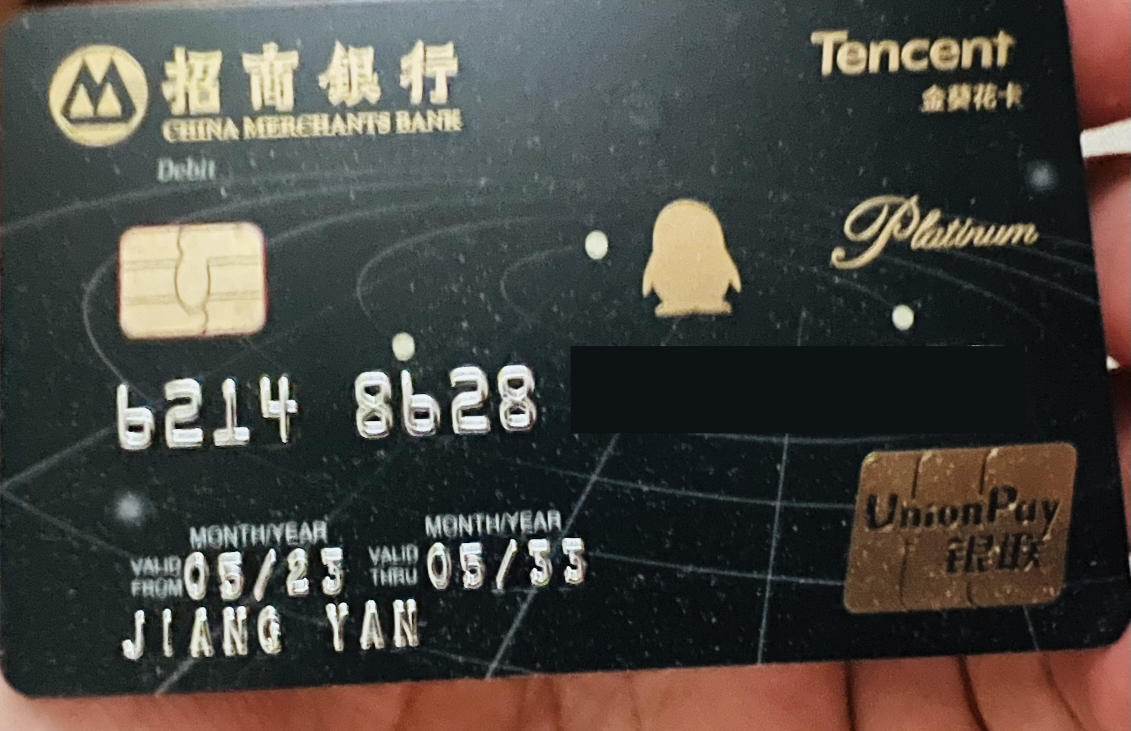 招商銀行
CHINA MERCHANTS BANK
Debit
Tencent
金葵花卡
Platinum
6214 8628
UnionPay
银联
MONTH/YEAR MONTH/YEAR
VALID FROM 05/23 VALID THRU 05/33
JIANG YAN